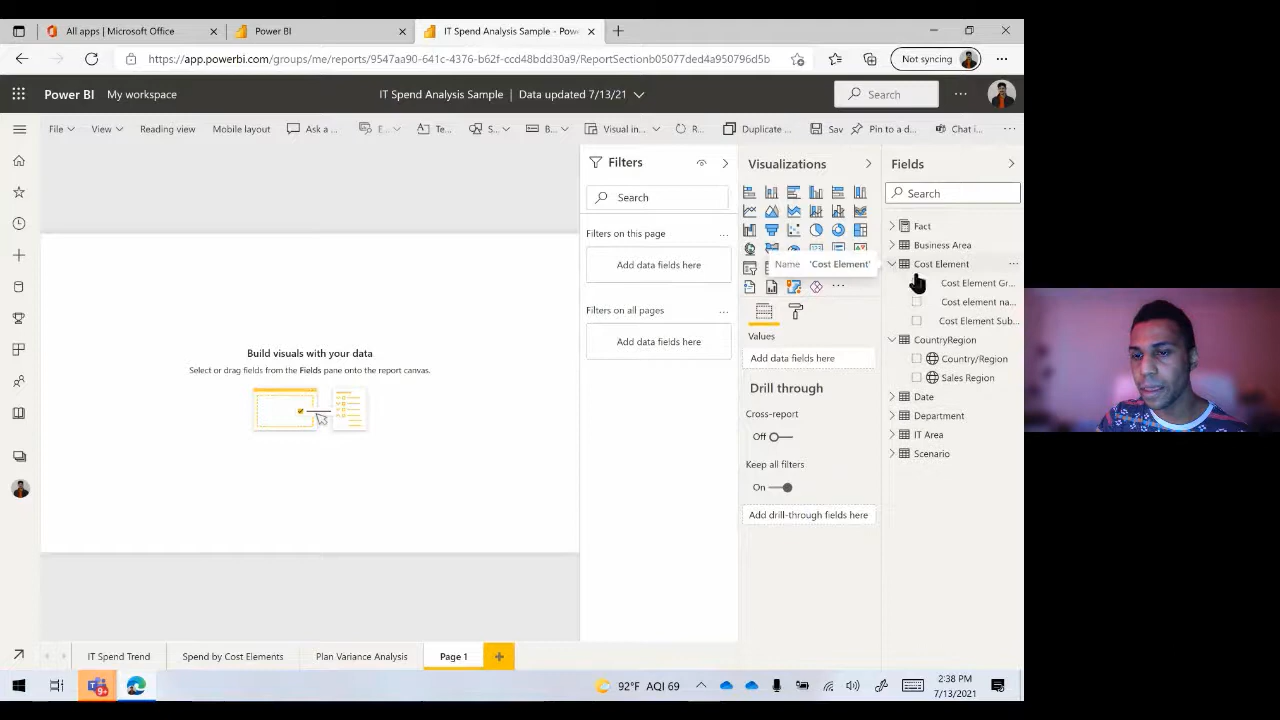 All apps | Microsoft Office
Power BI
IT Spend Analysis Sample - Powe
https://app.powerbi.com/groups/me/reports/9547aa90-641c-4376-b62f-ccd48bdd30a9/ReportSectionb05077ded4a950796d5b
Not syncing
Power BI My workspace
IT Spend Analysis Sample | Data updated 7/13/21
Search
File View Reading view Mobile layout Ask a ... E... Te... S... B... Visual in... R... Duplicate ... Sav Pin to a d... Chat i...
Filters
Search
Filters on this page
Add data fields here
Filters on all pages
Add data fields here
Visualizations
Name 'Cost Element'
Values
Add data fields here
Drill through
Cross-report
Off
Keep all filters
On
Add drill-through fields here
Fields
Search
Fact
Business Area
Cost Element
Cost Element Gr...
Cost element na...
Cost Element Sub...
CountryRegion
Country/Region
Sales Region
Date
Department
IT Area
Scenario
Build visuals with your data
Select or drag fields from the Fields pane onto the report canvas.
IT Spend Trend
Spend by Cost Elements
Plan Variance Analysis
Page 1
9+
92°F AQI 69
2:38 PM
7/13/2021